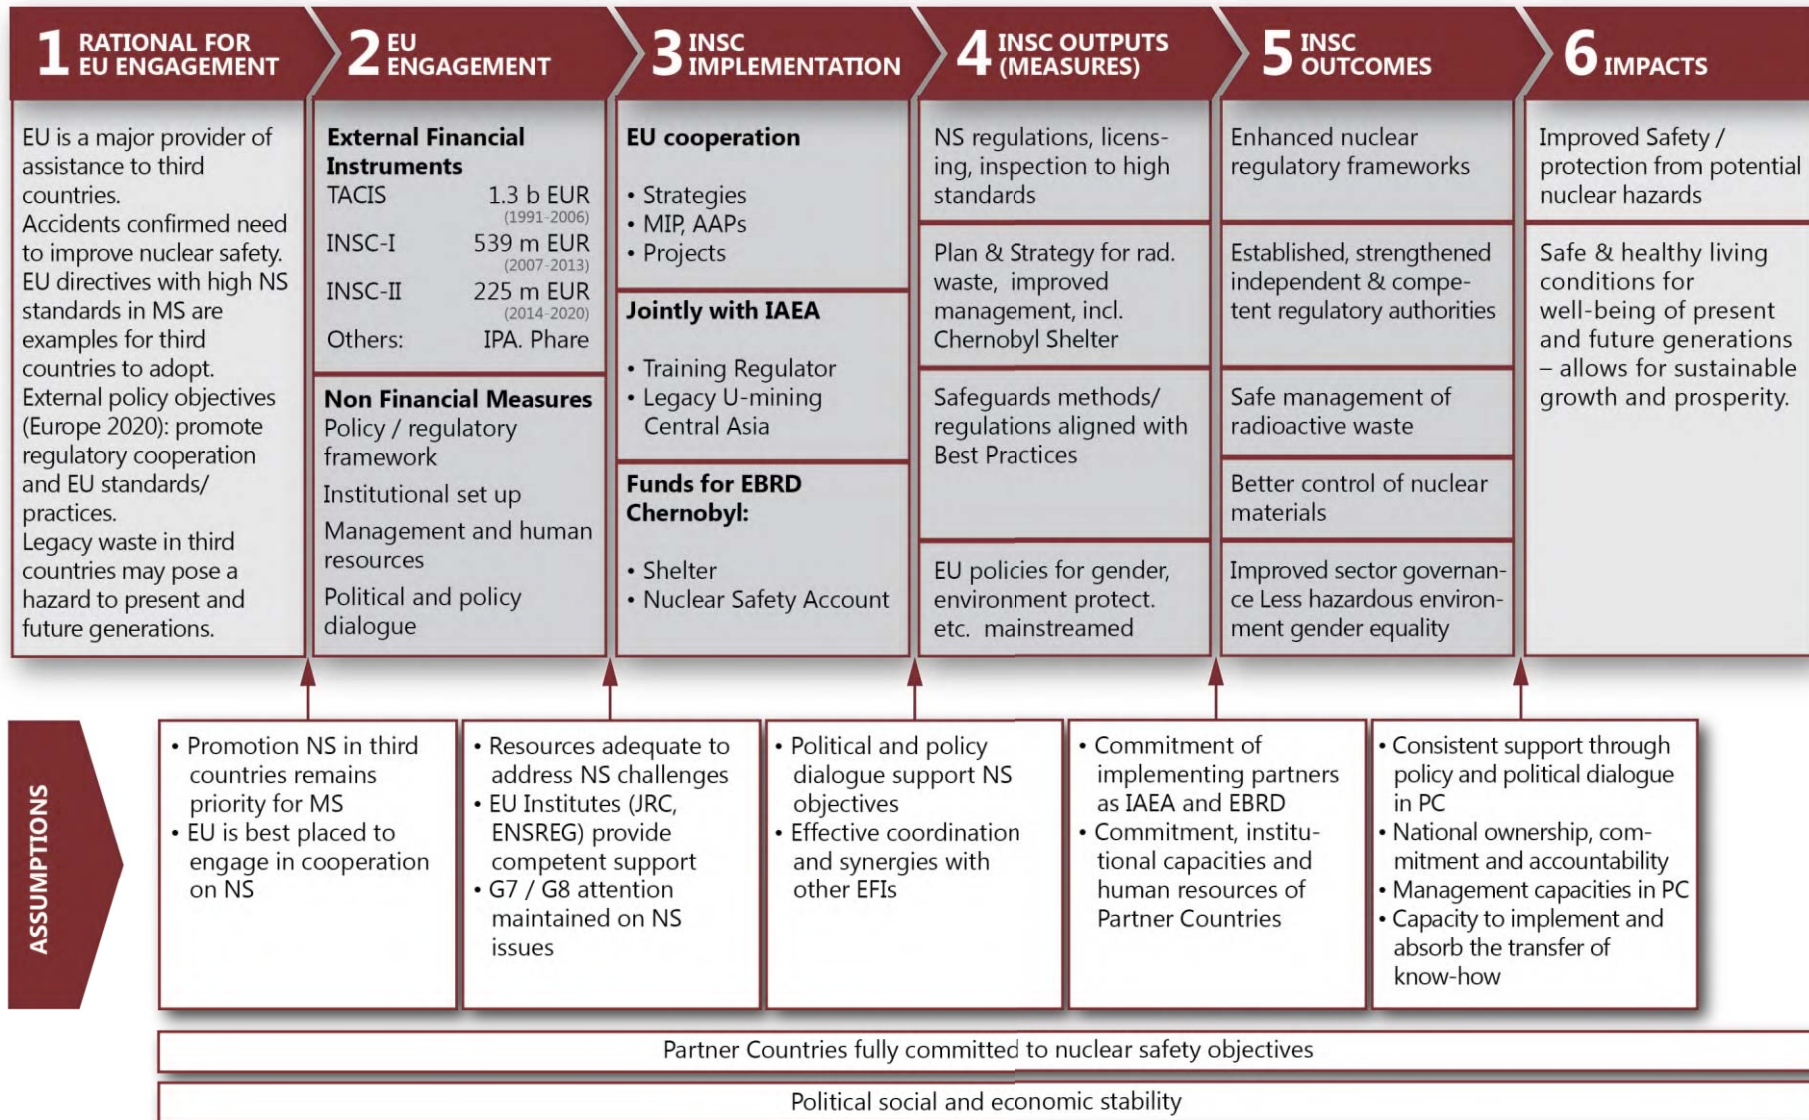 1 RATIONAL FOR
EU ENGAGEMENT
2 EU
ENGAGEMENT
3 INSC
IMPLEMENTATION
4 INSC OUTPUTS
(MEASURES)
5 INSC
OUTCOMES
6 IMPACTS
EU is a major provider of
assistance to third
countries.
Accidents confirmed need
to improve nuclear safety.
EU directives with high NS
standards in MS are
examples for third
countries to adopt.
External policy objectives
(Europe 2020): promote
regulatory cooperation
and EU standards/
practices.
Legacy waste in third
countries may pose a
hazard to present and
future generations.
External Financial
Instruments
TACIS 1.3 b EUR
(1991-2006)
INSC-I 539 m EUR
(2007-2013)
INSC-II 225 m EUR
(2014-2020)
Others: IPA. Phare
Non Financial Measures
Policy / regulatory
framework
Institutional set up
Management and human
resources
Political and policy
dialogue
EU cooperation
• Strategies
• MIP, AAPs
• Projects
Jointly with IAEA
• Training Regulator
• Legacy U-mining
Central Asia
Funds for EBRD
Chernobyl:
• Shelter
• Nuclear Safety Account
NS regulations, licens-
ing, inspection to high
standards
Plan & Strategy for rad.
waste, improved
management, incl.
Chernobyl Shelter
Safeguards methods/
regulations aligned with
Best Practices
EU policies for gender,
environment protect.
etc. mainstreamed
Enhanced nuclear
regulatory frameworks
Established, strengthened
independent & compe-
tent regulatory authorities
Safe management of
radioactive waste
Better control of nuclear
materials
Improved sector governan-
ce Less hazardous environ-
ment gender equality
Improved Safety /
protection from potential
nuclear hazards
Safe & healthy living
conditions for
well-being of present
and future generations
– allows for sustainable
growth and prosperity.
ASSUMPTIONS
• Promotion NS in third
countries remains
priority for MS
• EU is best placed to
engage in cooperation
on NS
• Resources adequate to
address NS challenges
• EU Institutes (JRC,
ENSREG) provide
competent support
• G7 / G8 attention
maintained on NS
issues
• Political and policy
dialogue support NS
objectives
• Effective coordination
and synergies with
other EFIs
• Commitment of
implementing partners
as IAEA and EBRD
• Commitment, institu-
tional capacities and
human resources of
Partner Countries
• Consistent support through
policy and political dialogue
in PC
• National ownership, com-
mitment and accountability
• Management capacities in PC
• Capacity to implement and
absorb the transfer of
know-how
Partner Countries fully committed to nuclear safety objectives
Political social and economic stability